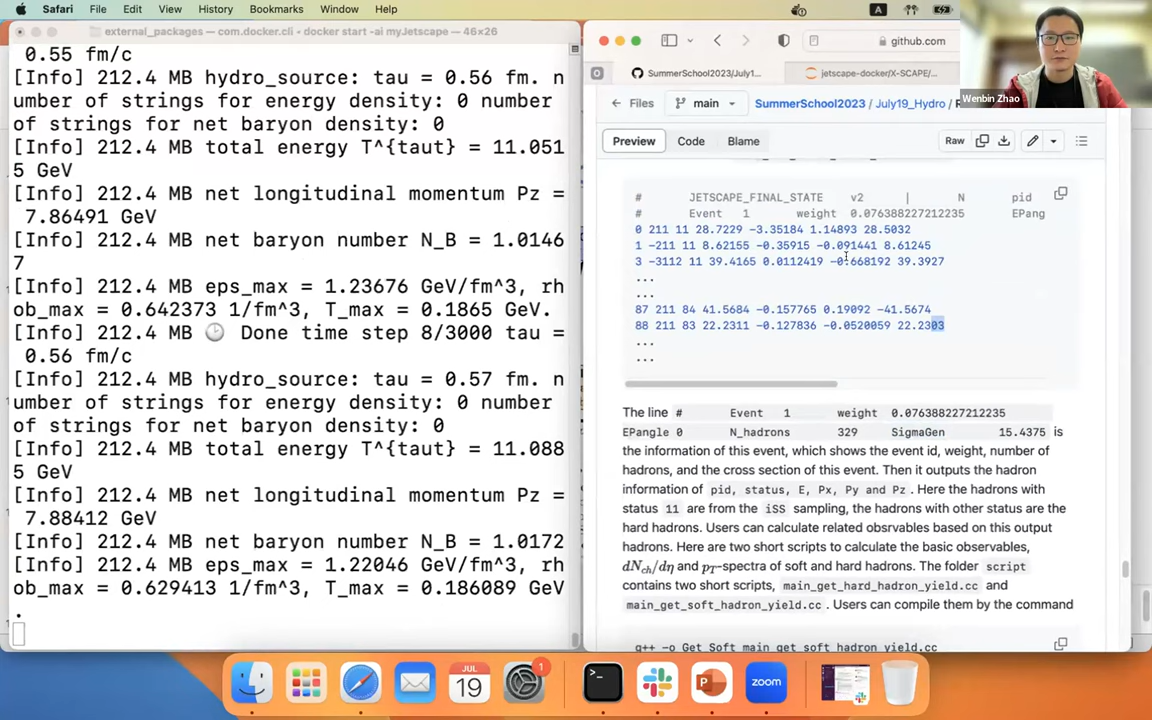 Safari File Edit View History Bookmarks Window Help
A
external_packages — com.docker.cli ‹ docker start -ai myJetscape — 46×26
0.55 fm/c
[Info] 212.4 MB hydro_source: tau = 0.56 fm. n
umber of strings for energy density: 0 number
of strings for net baryon density: 0
[Info] 212.4 MB total energy T^{taut} = 11.051
5 GeV
[Info] 212.4 MB net longitudinal momentum Pz =
7.86491 GeV
[Info] 212.4 MB net baryon number N_B = 1.0146
7
[Info] 212.4 MB eps_max = 1.23676 GeV/fm^3, rh
ob_max = 0.642373 1/fm^3, T_max = 0.1865 GeV.
[Info] 212.4 MB 🕒 Done time step 8/3000 tau =
0.56 fm/c
[Info] 212.4 MB hydro_source: tau = 0.57 fm. n
umber of strings for energy density: 0 number
of strings for net baryon density: 0
[Info] 212.4 MB total energy T^{taut} = 11.088
5 GeV
[Info] 212.4 MB net longitudinal momentum Pz =
7.88412 GeV
[Info] 212.4 MB net baryon number N_B = 1.0172
[Info] 212.4 MB eps_max = 1.22046 GeV/fm^3, rh
ob_max = 0.629413 1/fm^3, T_max = 0.186089 GeV
.
github.com
Wenbin Zhao
SummerSchool2023/July1...
jetscape-docker/X-SCAPE/...
Files main SummerSchool2023 / July19_Hydro /
Preview Code Blame Raw
# JETSCAPE_FINAL_STATE v2 | N pid
# Event 1 weight 0.076388227212235 EPang
0 211 11 28.7229 -3.35184 1.14893 28.5032
1 -211 11 8.62155 -0.35915 -0.091441 8.61245
3 -3112 11 39.4165 0.0112419 -0.668192 39.3927
...
...
87 211 84 41.5684 -0.157765 0.19092 -41.5674
88 211 83 22.2311 -0.127836 -0.0520059 22.2303
...
...
The line # Event 1 weight 0.076388227212235
EPangle 0 N_hadrons 329 SigmaGen 15.4375 is
the information of this event, which shows the event id, weight, number of
hadrons, and the cross section of this event. Then it outputs the hadron
information of pid, status, E, Px, Py and Pz . Here the hadrons with
status 11 are from the iSS sampling, the hadrons with other status are the
hard hadrons. Users can calculate related obsrvables based on this output
hadrons. Here are two short scripts to calculate the basic observables,
dNch/dη and pT-spectra of soft and hard hadrons. The folder script
contains two short scripts, main_get_hard_hadron_yield.cc and
main_get_soft_hadron_yield.cc . Users can compile them by the command
g++ -o Get_Soft main_get_soft_hadron_yield.cc
JUL
19
1
zoom